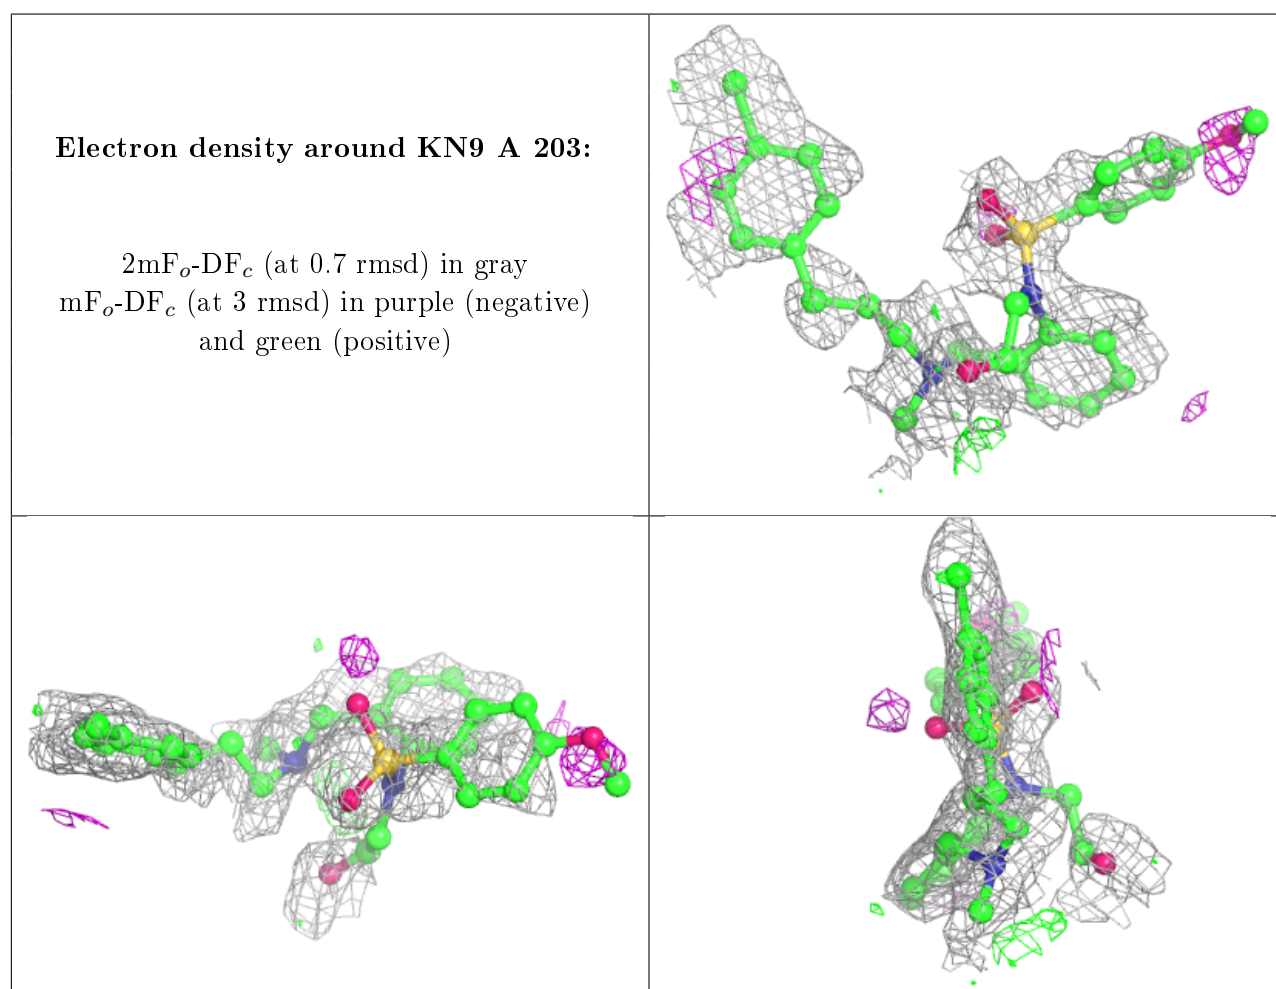 Electron density around KN9 A 203:
2mFo-DFc (at 0.7 rmsd) in gray
mFo-DFc (at 3 rmsd) in purple (negative)
and green (positive)